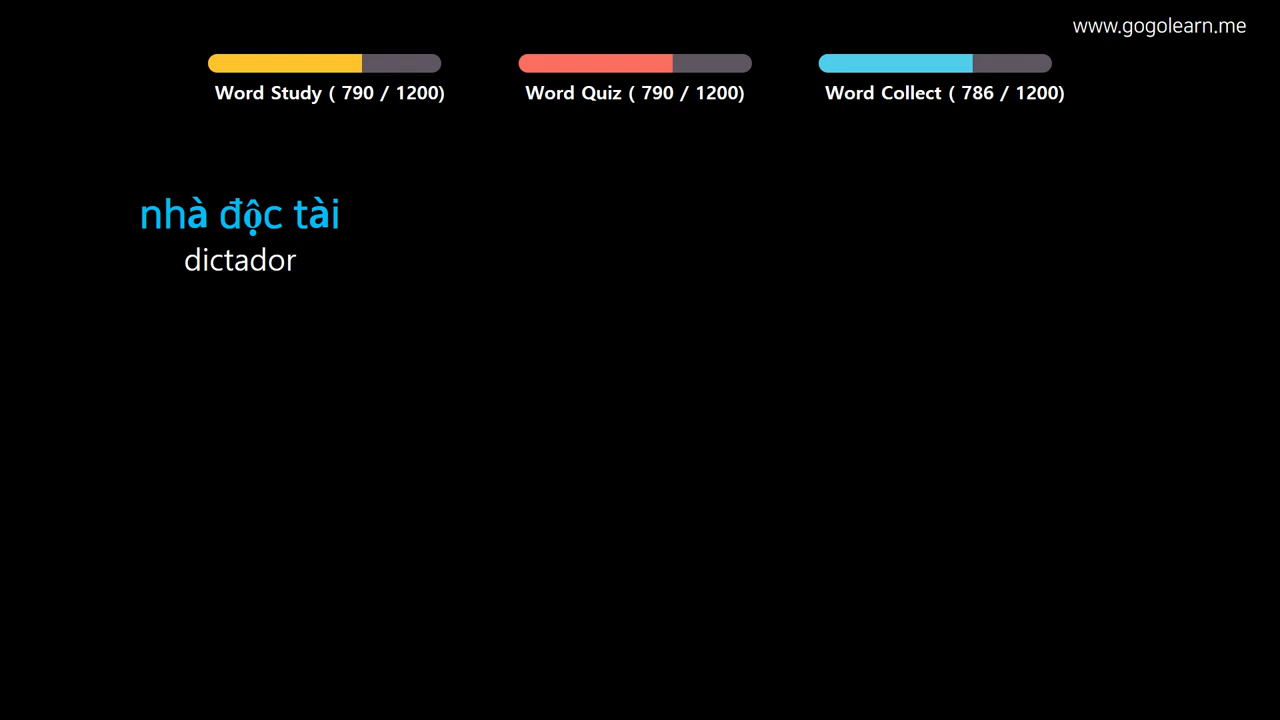 www.gogolearn.me
Word Study ( 790 / 1200)
Word Quiz ( 790 / 1200)
Word Collect ( 786 / 1200)
nhà độc tài
dictador